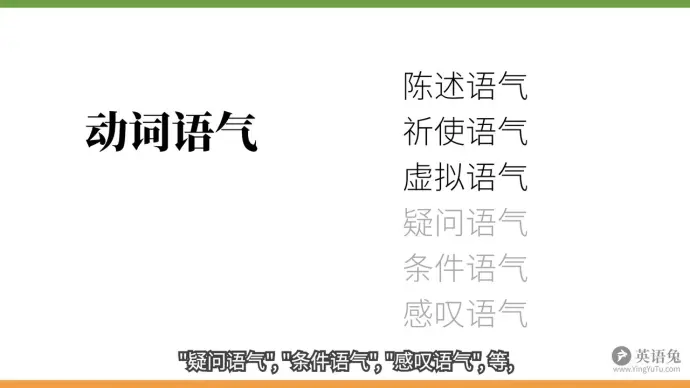 动词语气
陈述语气
祈使语气
虚拟语气
疑问语气
条件语气
感叹语气
"疑问语气", "条件语气", "感叹语气", 等,
英语兔
www.YingYuTu.com